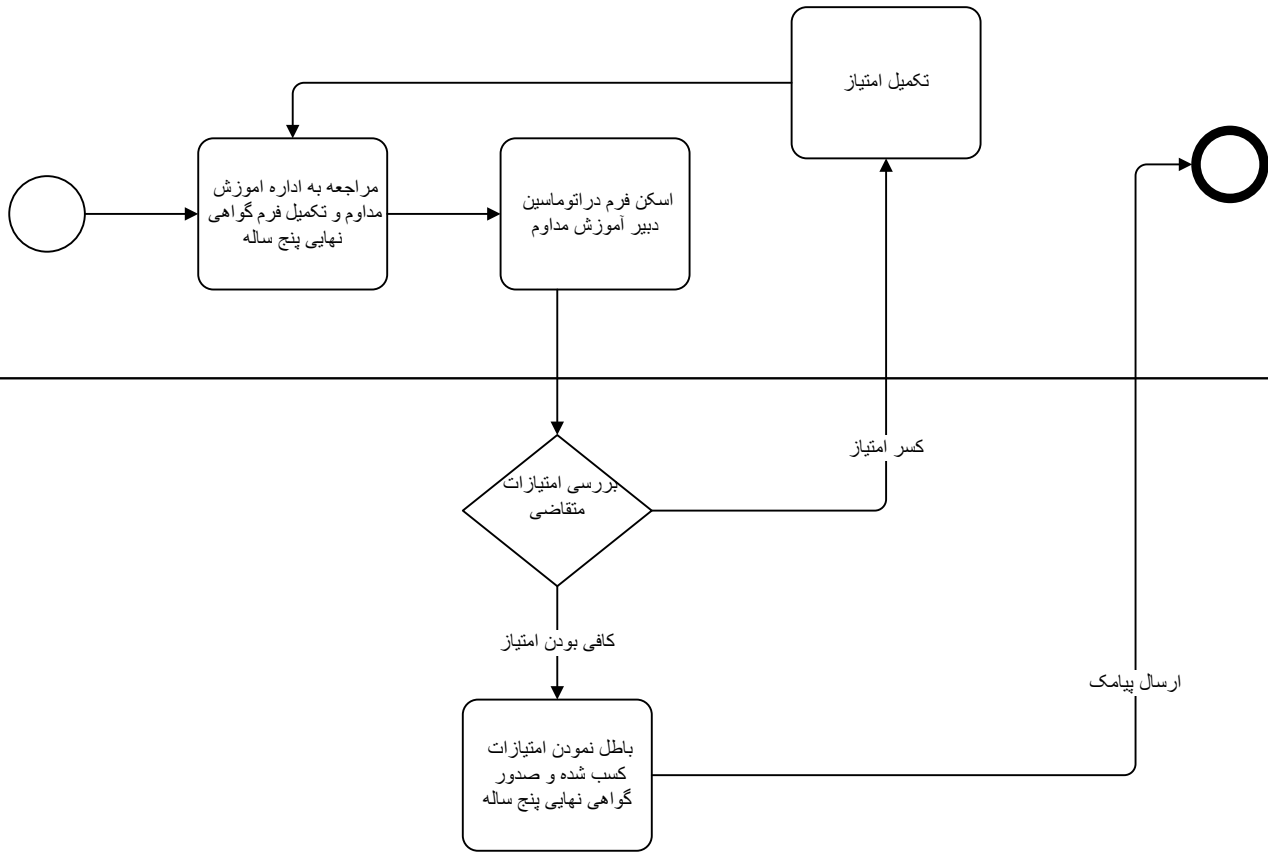 تکمیل امتیاز
مراجعه به اداره اموزش
مداوم و تکمیل فرم گواهی
نهایی پنج ساله
اسکن فرم دراتوماسین
دبیر آموزش مداوم
بررسی امتیازات
متقاضی
کسر امتیاز
کافی بودن امتیاز
ارسال پیامک
باطل نمودن امتیازات
کسب شده و صدور
گواهی نهایی پنج ساله